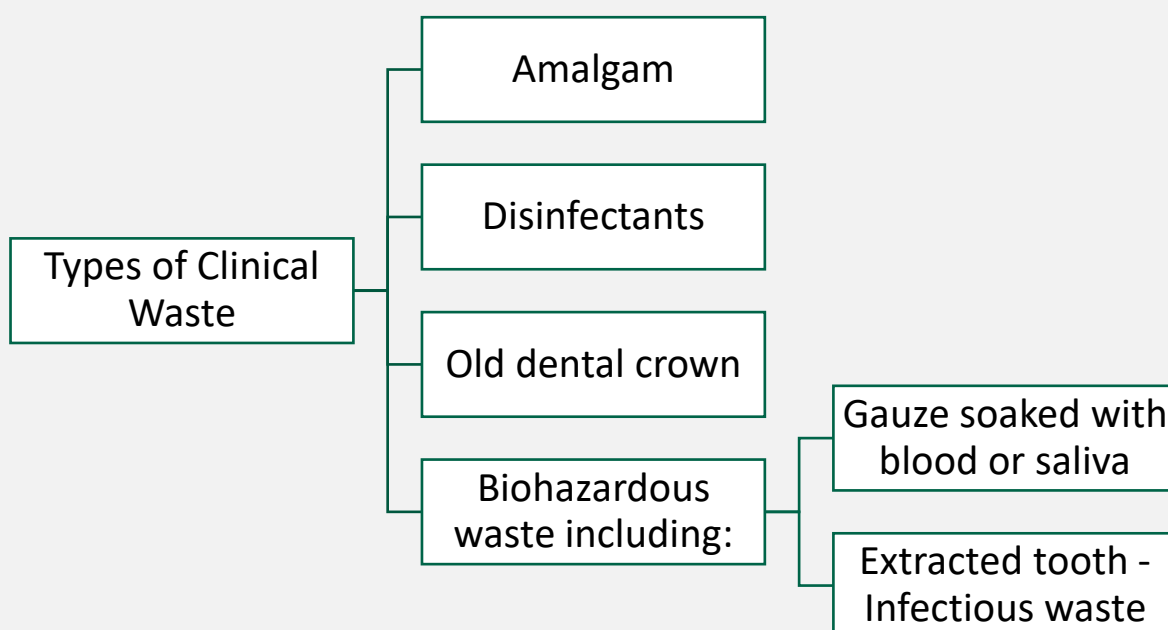 Types of Clinical
Waste
Amalgam
Disinfectants
Old dental crown
Biohazardous
waste including:
Gauze soaked with
blood or saliva
Extracted tooth -
Infectious waste